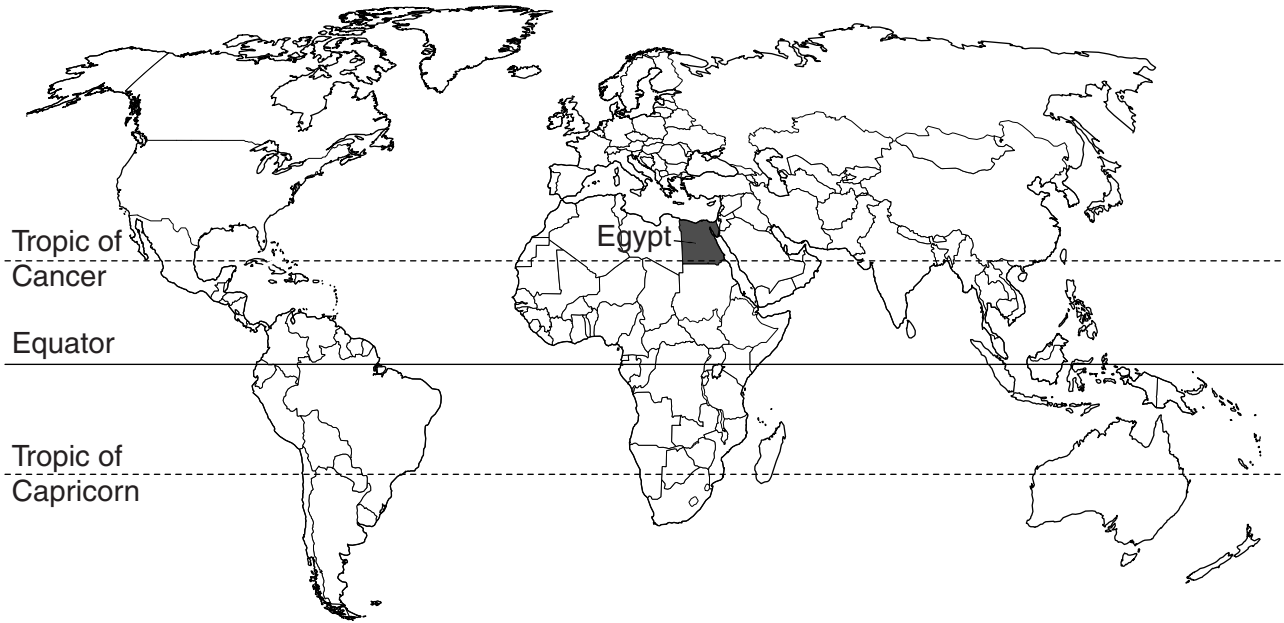 Egypt
Tropic of
Cancer
Equator
Tropic of
Capricorn